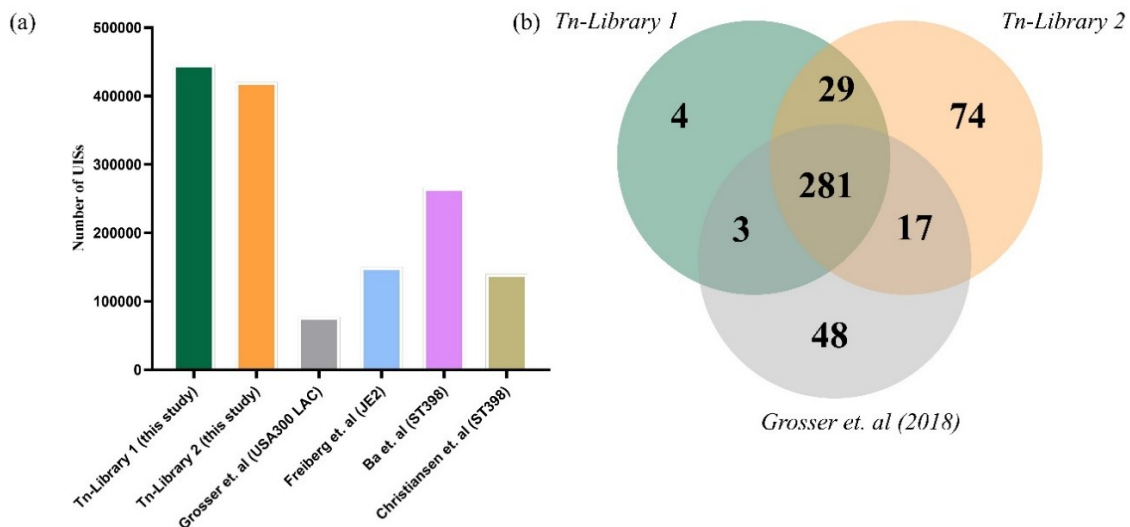 (a)
500000
400000
300000
200000
100000
0
Number of UISs
Tn-Library 1 (this study)
Tn-Library 2 (this study)
Grosser et. al (USA300 LAC)
Freiberg et. al (JE2)
Ba et. al (ST398)
Christiansen et. al (ST398)
(b)
Tn-Library 1
Tn-Library 2
4
29
74
281
3
17
48
Grosser et. al (2018)